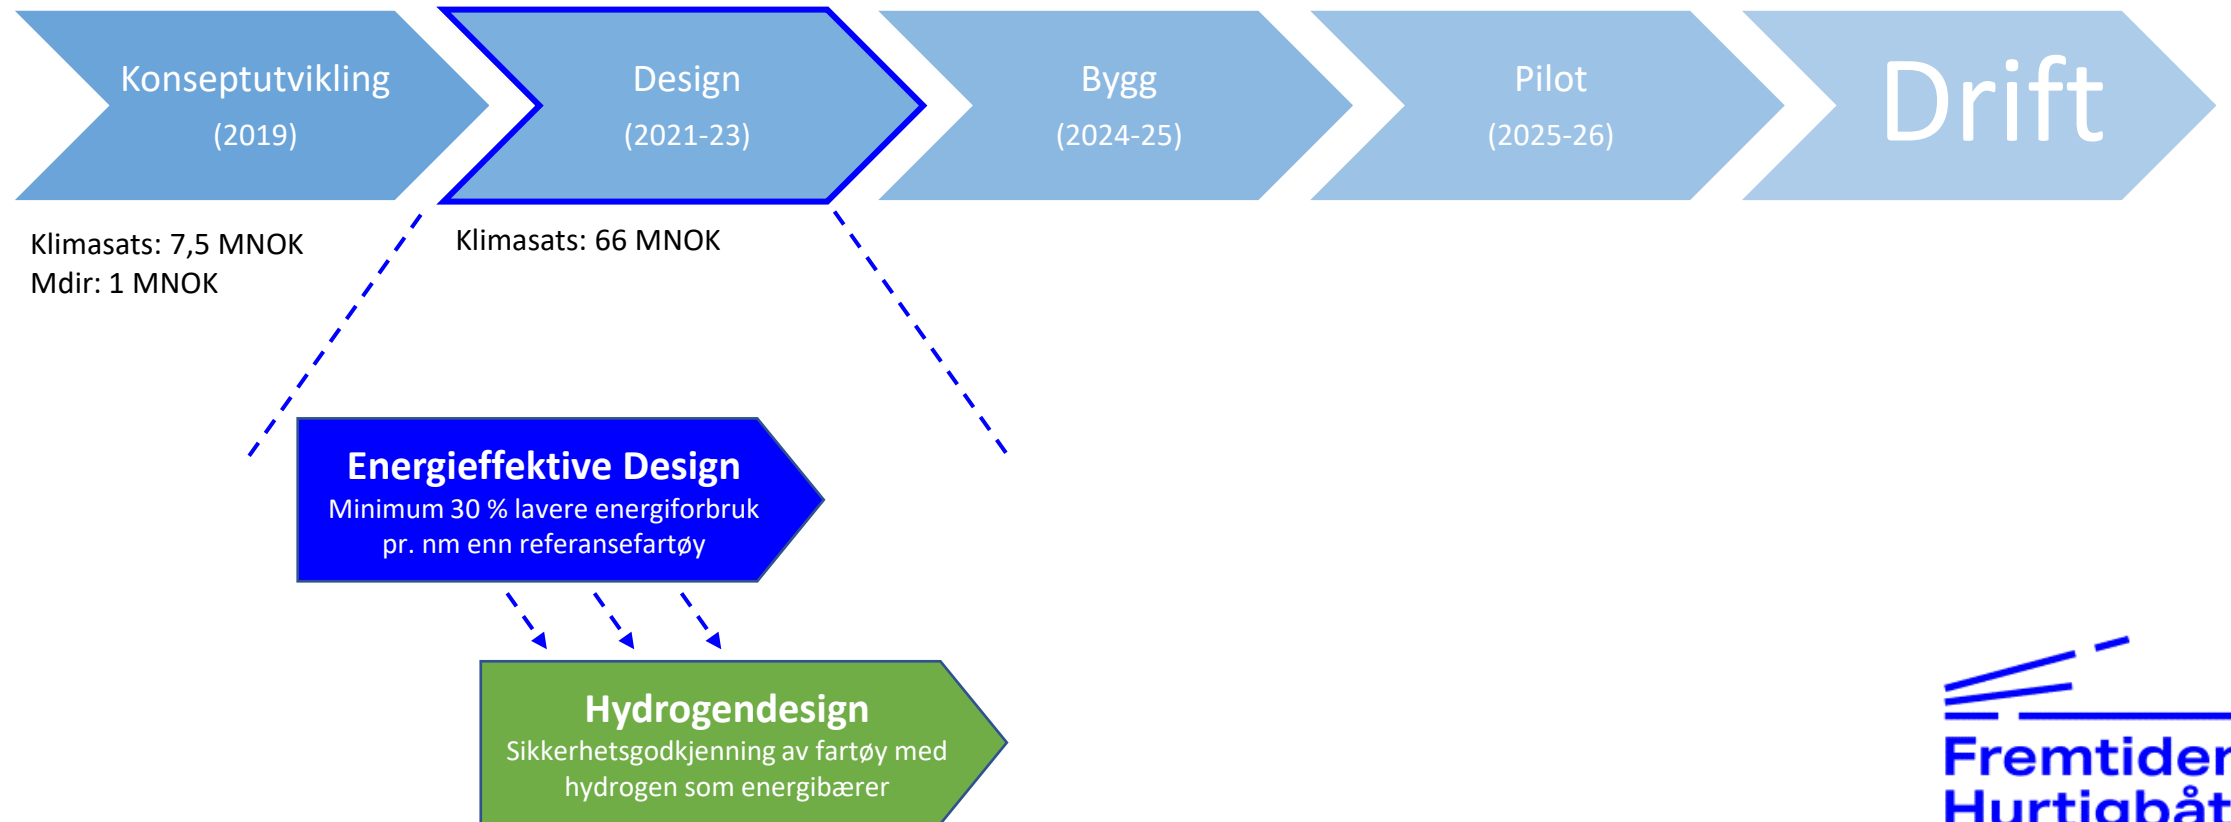 Konseptutvikling
(2019)
Design
(2021-23)
Bygg
(2024-25)
Pilot
(2025-26)
Drift
Klimasats: 7,5 MNOK
Mdir: 1 MNOK
Klimasats: 66 MNOK
Energieffektive Design
Minimum 30 % lavere energiforbruk
pr. nm enn referansefartøy
Hydrogendesign
Sikkerhetsgodkjenning av fartøy med
hydrogen som energibærer
Fremtiden
Hurtigbåt